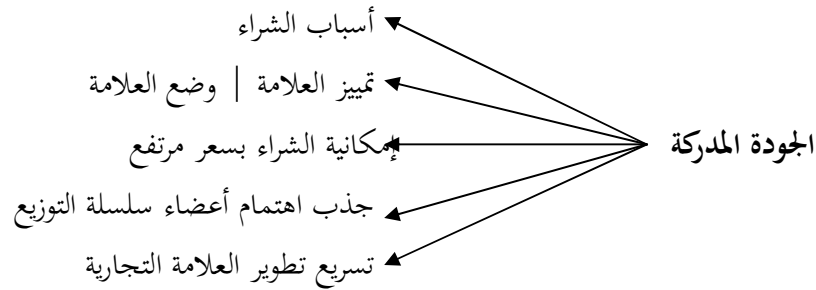 أسباب الشراء
تمييز العلامة | وضع العلامة
الجودة المدركة
إمكانية الشراء بسعر مرتفع
جذب اهتمام أعضاء سلسلة التوزيع
تسريع تطوير العلامة التجارية